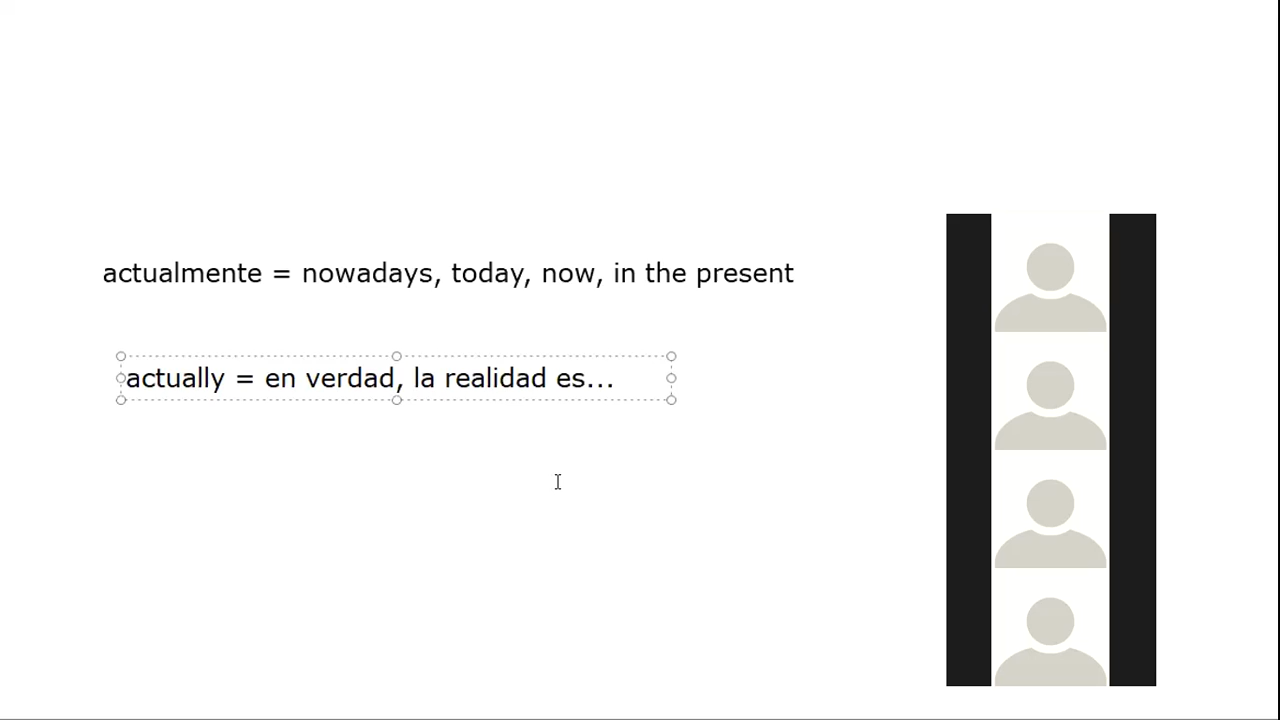 actualmente = nowadays, today, now, in the present
actually = en verdad, la realidad es...